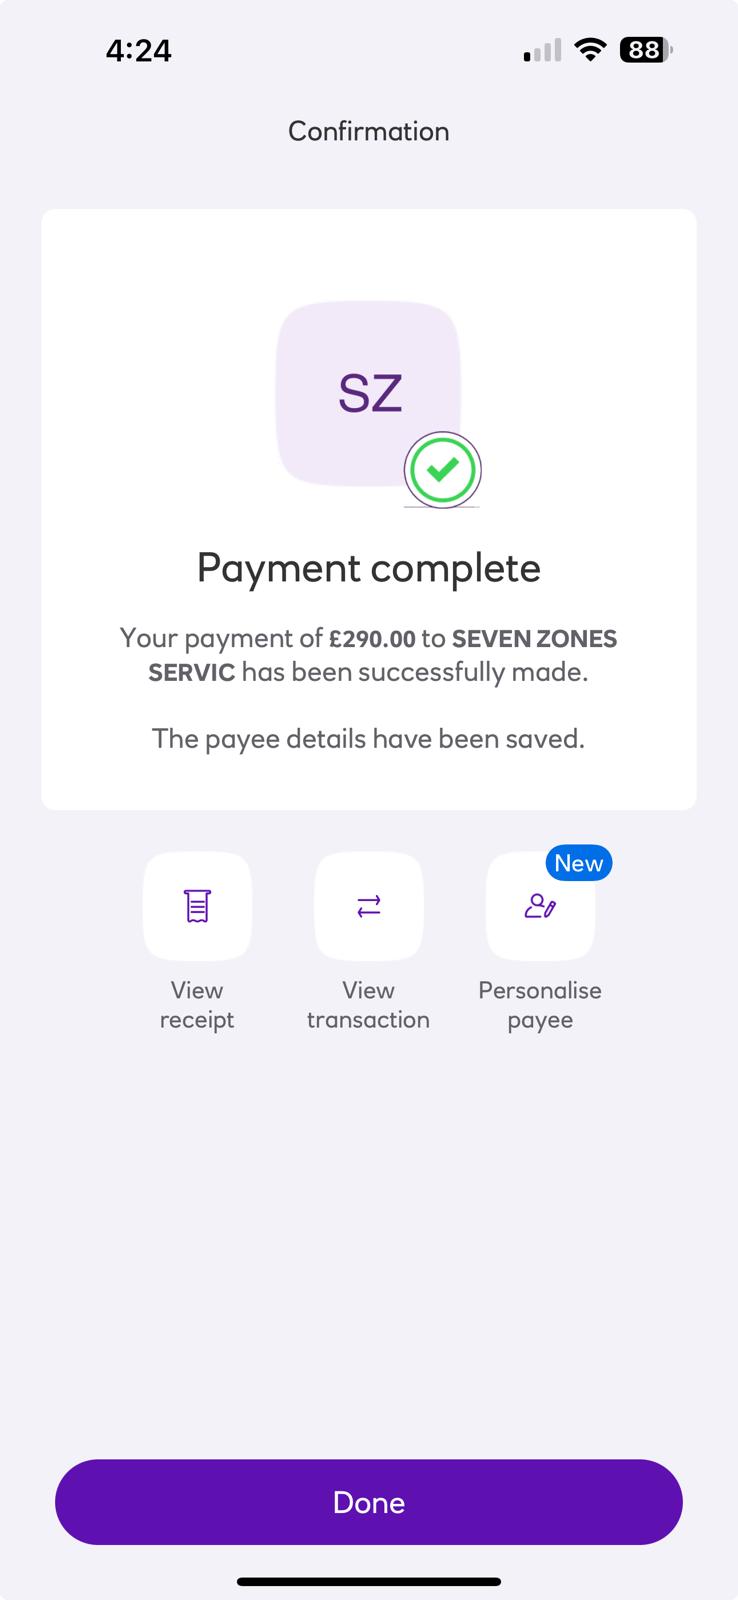 4:24
88
Confirmation
SZ
Payment complete
Your payment of £290.00 to SEVEN ZONES
SERVIC has been successfully made.
The payee details have been saved.
New
View
receipt
View
transaction
Personalise
payee
Done